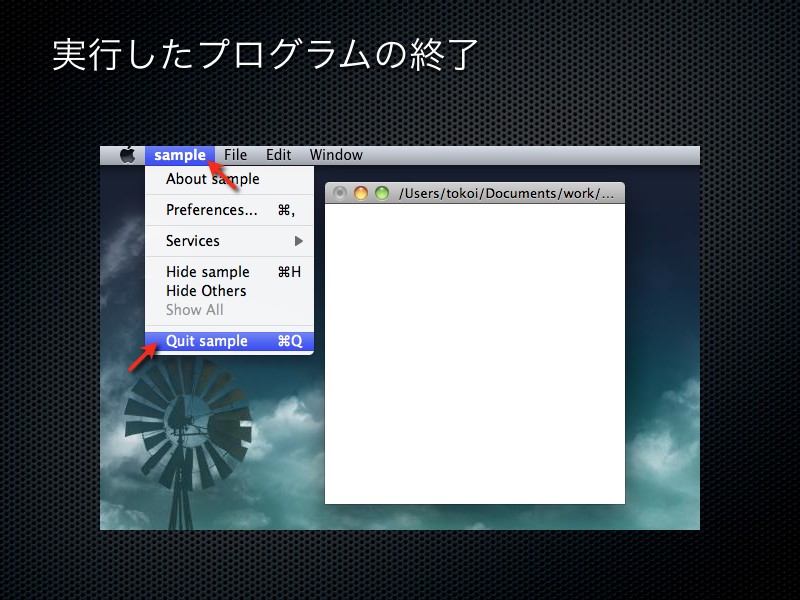 実行したプログラムの終了
sample File Edit Window
About sample
/Users/tokoi/Documents/work/...
Preferences... ⌘,
Services ▶
Hide sample ⌘H
Hide Others
Show All
Quit sample ⌘Q